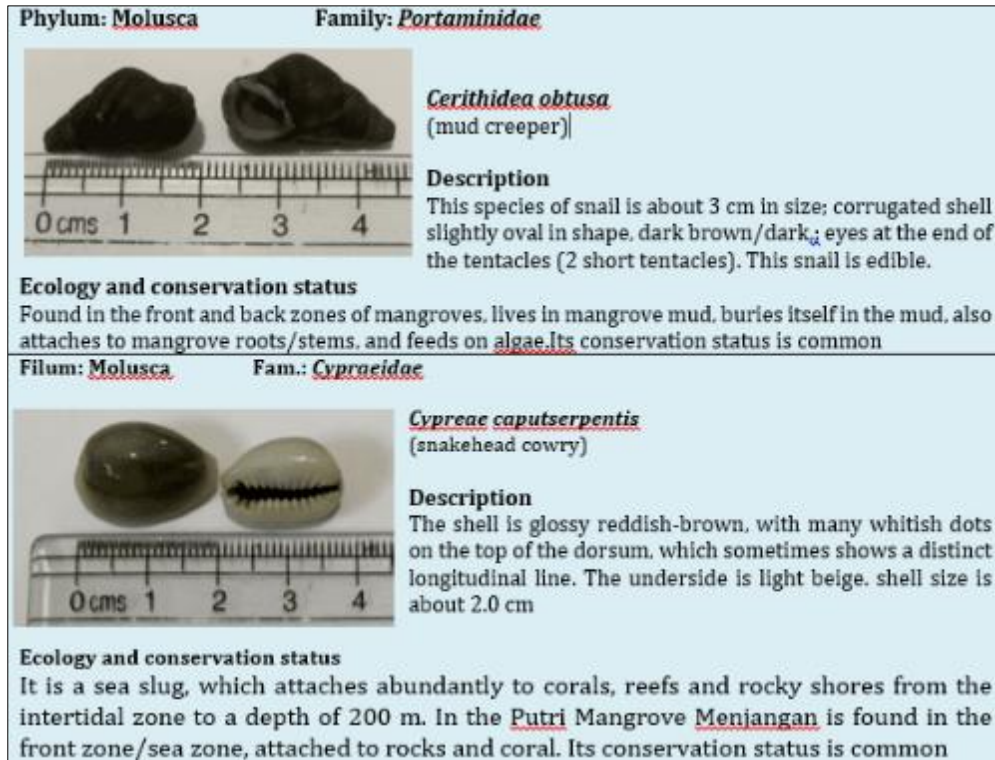 Phylum: Molusca Family: Portaminidae
Cerithidea obtusa
(mud creeper)
0 cms 1 2 3 4
Description
This species of snail is about 3 cm in size; corrugated shell
slightly oval in shape, dark brown/dark,; eyes at the end of
the tentacles (2 short tentacles). This snail is edible.
Ecology and conservation status
Found in the front and back zones of mangroves, lives in mangrove mud, buries itself in the mud, also
attaches to mangrove roots/stems, and feeds on algae.Its conservation status is common
Filum: Molusca Fam.: Cypraeidae
Cypreae caputserpentis
(snakehead cowry)
Description
The shell is glossy reddish-brown, with many whitish dots
on the top of the dorsum, which sometimes shows a distinct
longitudinal line. The underside is light beige. shell size is
about 2.0 cm
0 cms 1 2 3 4
Ecology and conservation status
It is a sea slug, which attaches abundantly to corals, reefs and rocky shores from the
intertidal zone to a depth of 200 m. In the Putri Mangrove Menjangan is found in the
front zone/sea zone, attached to rocks and coral. Its conservation status is common